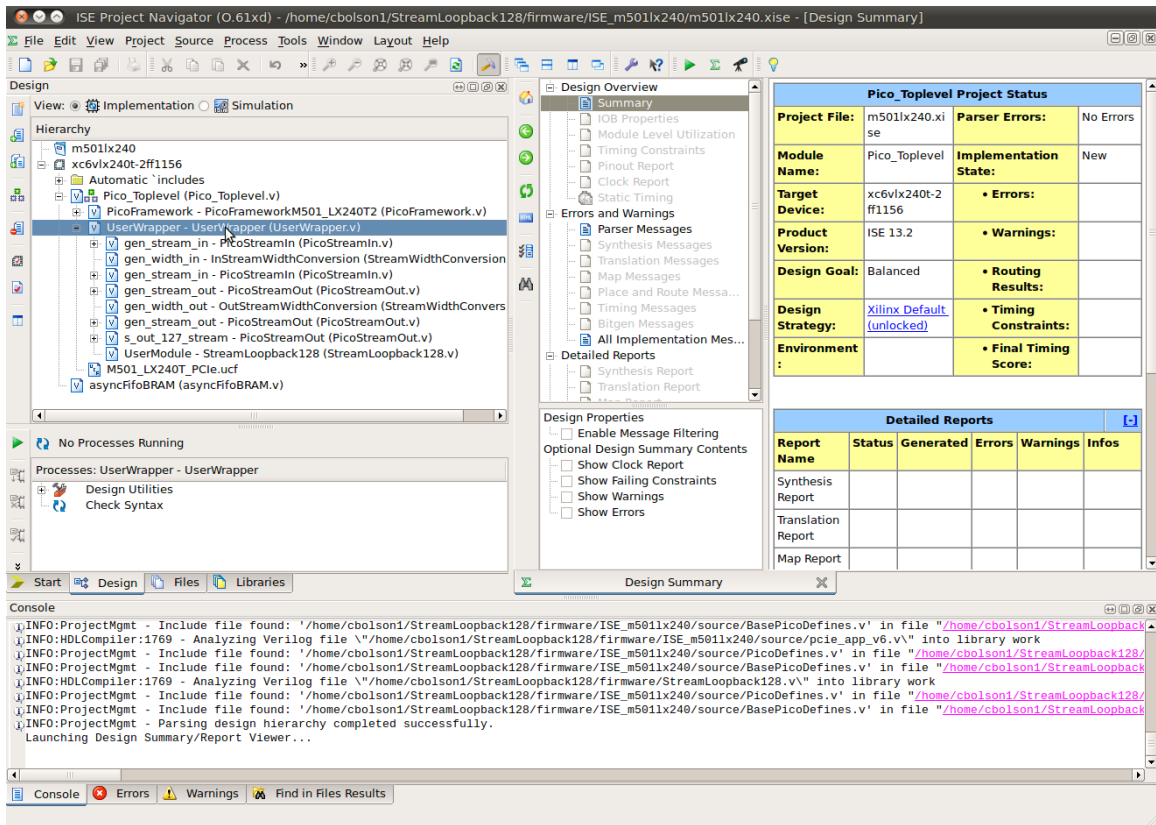 ISE Project Navigator (O.61xd) - /home/cbolson1/StreamLoopback128/firmware/ISE_m501lx240/m501lx240.xise - [Design Summary]
File Edit View Project Source Process Tools Window Layout Help
Design
View: Implementation Simulation
Hierarchy
m501lx240
xc6vlx240t-2ff1156
Automatic `includes
Pico_Toplevel (Pico_Toplevel.v)
PicoFramework - PicoFrameworkM501_LX240T2 (PicoFramework.v)
UserWrapper - UserWrapper (UserWrapper.v)
gen_stream_in - PicoStreamIn (PicoStreamIn.v)
gen_width_in - InStreamWidthConversion (StreamWidthConversion
gen_stream_in - PicoStreamIn (PicoStreamIn.v)
gen_stream_out - PicoStreamOut (PicoStreamOut.v)
gen_width_out - OutStreamWidthConversion (StreamWidthConvers
gen_stream_out - PicoStreamOut (PicoStreamOut.v)
s_out_127_stream - PicoStreamOut (PicoStreamOut.v)
UserModule - StreamLoopback128 (StreamLoopback128.v)
M501_LX240T_PCIe.ucf
asyncFifoBRAM (asyncFifoBRAM.v)
No Processes Running
Processes: UserWrapper - UserWrapper
Design Utilities
Check Syntax
Start Design Files Libraries
Design Overview
Summary
IOB Properties
Module Level Utilization
Timing Constraints
Pinout Report
Clock Report
Static Timing
Errors and Warnings
Parser Messages
Synthesis Messages
Translation Messages
Map Messages
Place and Route Messa...
Timing Messages
Bitgen Messages
All Implementation Mes...
Detailed Reports
Synthesis Report
Translation Report
Map Report
Design Properties
Enable Message Filtering
Optional Design Summary Contents
Show Clock Report
Show Failing Constraints
Show Warnings
Show Errors
Design Summary
Pico_Toplevel Project Status
Project File: m501lx240.xise Parser Errors: No Errors
Module Name: Pico_Toplevel Implementation State: New
Target Device: xc6vlx240t-2ff1156 • Errors:
Product Version: ISE 13.2 • Warnings:
Design Goal: Balanced • Routing Results:
Design Strategy: Xilinx Default (unlocked) • Timing Constraints:
Environment: • Final Timing Score:
Detailed Reports [-]
Report Name Status Generated Errors Warnings Infos
Synthesis Report
Translation Report
Map Report
Console
INFO:ProjectMgmt - Include file found: '/home/cbolson1/StreamLoopback128/firmware/ISE_m501lx240/source/BasePicoDefines.v' in file "/home/cbolson1/StreamLoopback
INFO:HDLCompiler:1769 - Analyzing Verilog file \"/home/cbolson1/StreamLoopback128/firmware/ISE_m501lx240/source/pcie_app_v6.v\" into library work
INFO:ProjectMgmt - Include file found: '/home/cbolson1/StreamLoopback128/firmware/ISE_m501lx240/source/PicoDefines.v' in file "/home/cbolson1/StreamLoopback128/
INFO:ProjectMgmt - Include file found: '/home/cbolson1/StreamLoopback128/firmware/ISE_m501lx240/source/BasePicoDefines.v' in file "/home/cbolson1/StreamLoopback
INFO:HDLCompiler:1769 - Analyzing Verilog file \"/home/cbolson1/StreamLoopback128/firmware/StreamLoopback128.v\" into library work
INFO:ProjectMgmt - Include file found: '/home/cbolson1/StreamLoopback128/firmware/ISE_m501lx240/source/PicoDefines.v' in file "/home/cbolson1/StreamLoopback128/
INFO:ProjectMgmt - Include file found: '/home/cbolson1/StreamLoopback128/firmware/ISE_m501lx240/source/BasePicoDefines.v' in file "/home/cbolson1/StreamLoopback
INFO:ProjectMgmt - Parsing design hierarchy completed successfully.
Launching Design Summary/Report Viewer...
Console Errors Warnings Find in Files Results